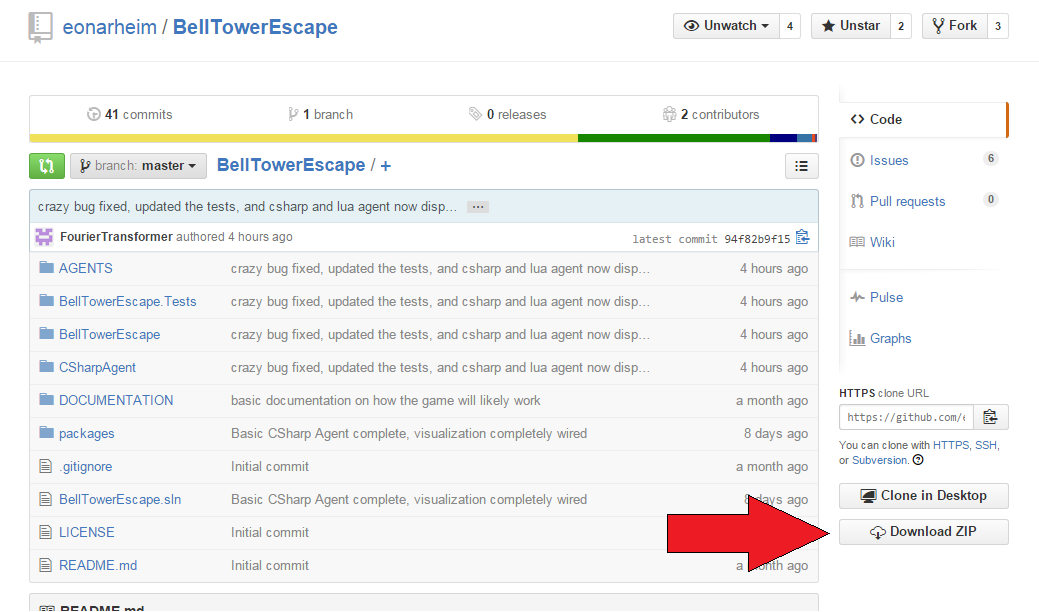 eonarheim / BellTowerEscape
Unwatch 4 Unstar 2 Fork 3
41 commits 1 branch 0 releases 2 contributors
branch: master BellTowerEscape / +
crazy bug fixed, updated the tests, and csharp and lua agent now disp… …
FourierTransformer authored 4 hours ago latest commit 94f82b9f15
AGENTS crazy bug fixed, updated the tests, and csharp and lua agent now disp… 4 hours ago
BellTowerEscape.Tests crazy bug fixed, updated the tests, and csharp and lua agent now disp… 4 hours ago
BellTowerEscape crazy bug fixed, updated the tests, and csharp and lua agent now disp… 4 hours ago
CSharpAgent crazy bug fixed, updated the tests, and csharp and lua agent now disp… 4 hours ago
DOCUMENTATION basic documentation on how the game will likely work a month ago
packages Basic CSharp Agent complete, visualization completely wired 8 days ago
.gitignore Initial commit a month ago
BellTowerEscape.sln Basic CSharp Agent complete, visualization completely wired 8 days ago
LICENSE Initial commit
README.md Initial commit a month ago
README.md
Code
Issues 6
Pull requests 0
Wiki
Pulse
Graphs
HTTPS clone URL
https://github.com/e
You can clone with HTTPS, SSH,
or Subversion.
Clone in Desktop
Download ZIP